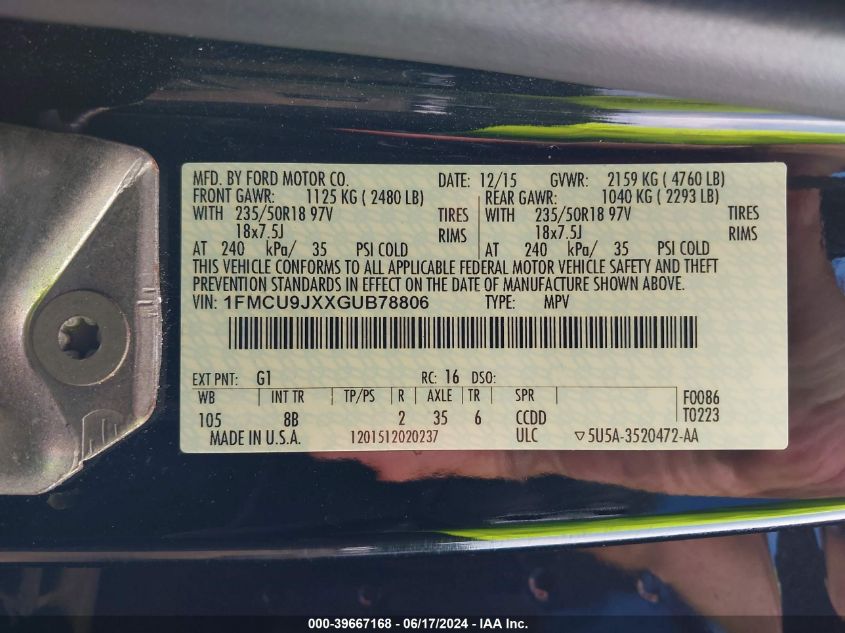 MFD. BY FORD MOTOR CO. DATE: 12/15 GVWR: 2159 KG ( 4760 LB)
FRONT GAWR: 1125 KG ( 2480 LB) REAR GAWR: 1040 KG ( 2293 LB)
WITH 235/50R18 97V TIRES WITH 235/50R18 97V TIRES
18x7.5J RIMS 18x7.5J RIMS
AT 240 kPa/ 35 PSI COLD AT 240 kPa/ 35 PSI COLD
THIS VEHICLE CONFORMS TO ALL APPLICABLE FEDERAL MOTOR VEHICLE SAFETY AND THEFT
PREVENTION STANDARDS IN EFFECT ON THE DATE OF MANUFACTURE SHOWN ABOVE.
VIN: 1FMCU9JXXGUB78806 TYPE: MPV
EXT PNT: G1 RC: 16 DSO:
WB INT TR TP/PS R AXLE TR SPR F0086
105 8B 2 35 6 CCDD T0223
MADE IN U.S.A. 1201512020237 ULC ▽5U5A-3520472-AA
000-39667168 - 06/17/2024 - IAA Inc.